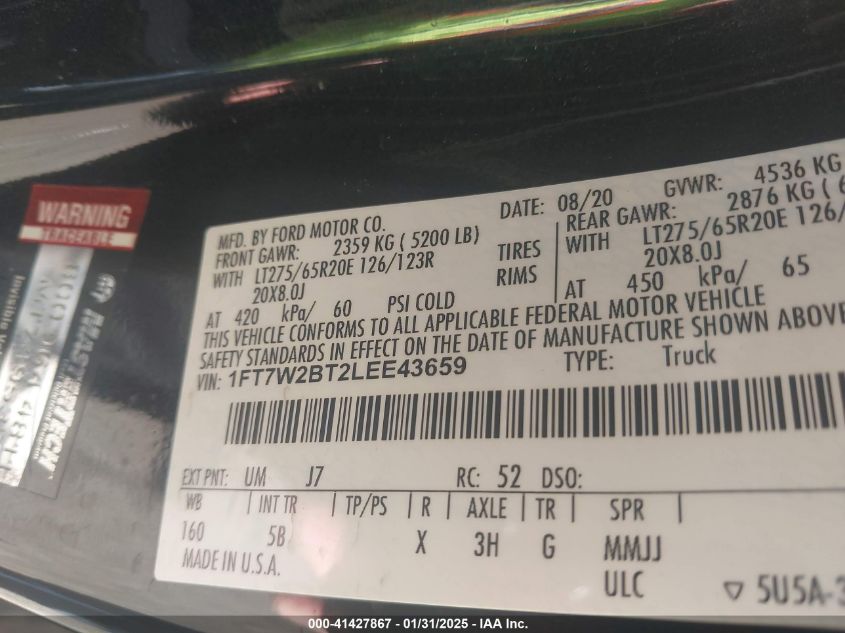 WARNING
TRACEABLE
MASTERTECH
MFD. BY FORD MOTOR CO.
DATE: 08/20
GVWR: 4536 KG
FRONT GAWR: 2359 KG ( 5200 LB)
REAR GAWR: 2876 KG (
WITH LT275/65R20E 126/123R
TIRES
WITH LT275/65R20E 126/
20X8.0J
RIMS
20X8.0J
AT 420 kPa/ 60 PSI COLD
AT 450 kPa/ 65
THIS VEHICLE CONFORMS TO ALL APPLICABLE FEDERAL MOTOR VEHICLE
SAFETY STANDARDS IN EFFECT ON THE DATE OF MANUFACTURE SHOWN ABOVE
VIN: 1FT7W2BT2LEE43659
TYPE: Truck
EXT PNT: UM J7 RC: 52 DSO:
WB | INT TR | TP/PS | R | AXLE | TR | SPR |
160 5B X 3H G MMJJ
MADE IN U.S.A. ULC
▽ 5U5A-3
000-41427867 - 01/31/2025 - IAA Inc.